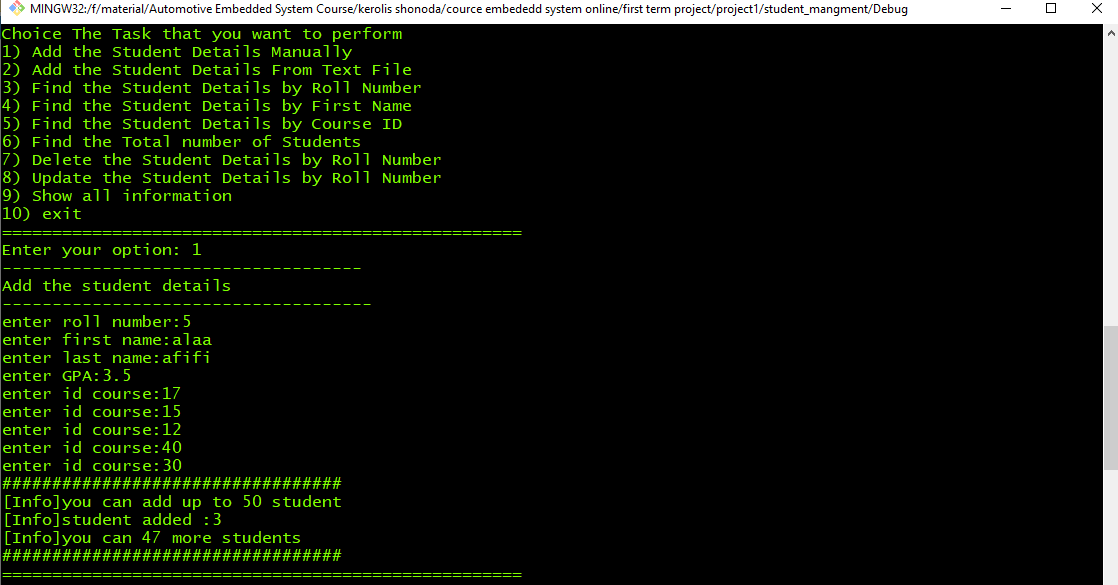 MINGW32:/f/material/Automotive Embedded System Course/kerolis shonoda/cource embededd system online/first term project/project1/student_mangment/Debug
Choice The Task that you want to perform
1) Add the Student Details Manually
2) Add the Student Details From Text File
3) Find the Student Details by Roll Number
4) Find the Student Details by First Name
5) Find the Student Details by Course ID
6) Find the Total number of Students
7) Delete the Student Details by Roll Number
8) Update the Student Details by Roll Number
9) Show all information
10) exit
====================================================
Enter your option: 1
------------------------------------
Add the student details
-------------------------------------
enter roll number:5
enter first name:alaa
enter last name:afifi
enter GPA:3.5
enter id course:17
enter id course:15
enter id course:12
enter id course:40
enter id course:30
##################################
[Info]you can add up to 50 student
[Info]student added :3
[Info]you can 47 more students
##################################
====================================================